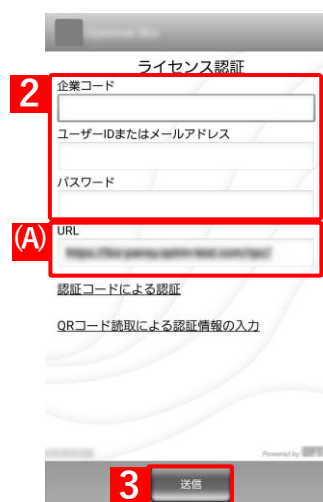 ライセンス認証
2
企業コード
ユーザーIDまたはメールアドレス
パスワード
(A)
URL
認証コードによる認証
QRコード読取による認証情報の入力
Powered by
3
送信